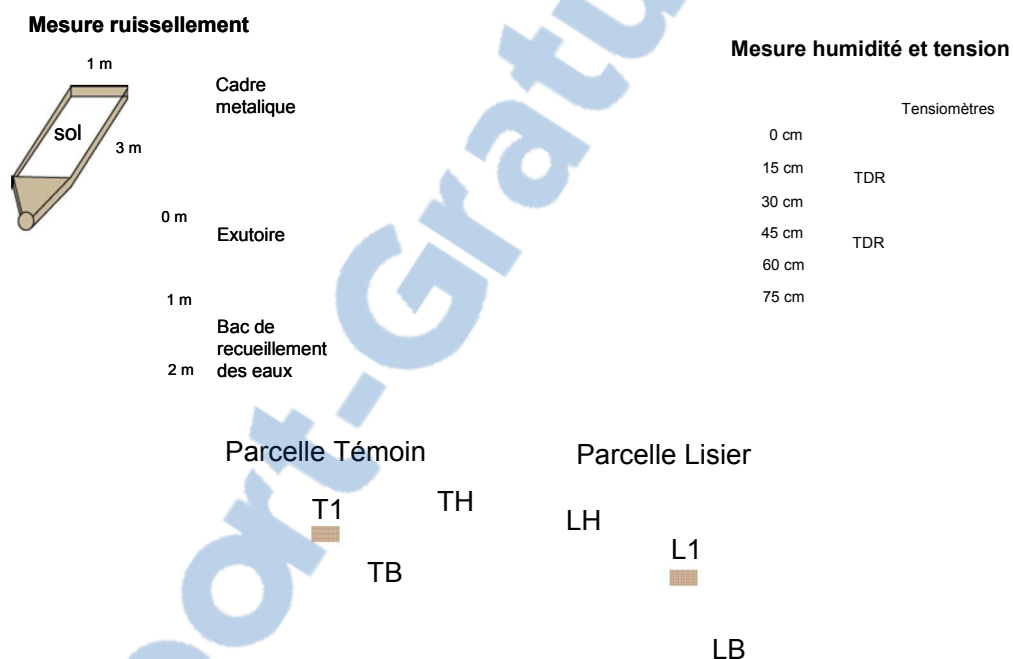 Mesure ruissellement
1 m
Cadre
metalique
sol
3 m
0 m
Exutoire
1 m
Bac de
recueillement
2 m
des eaux
Mesure humidité et tension
Tensiomètres
0 cm
15 cm
TDR
30 cm
45 cm
TDR
60 cm
75 cm
Parcelle Témoin
Parcelle Lisier
T1
TH
TB
LH
L1
LB
ort-Gratu